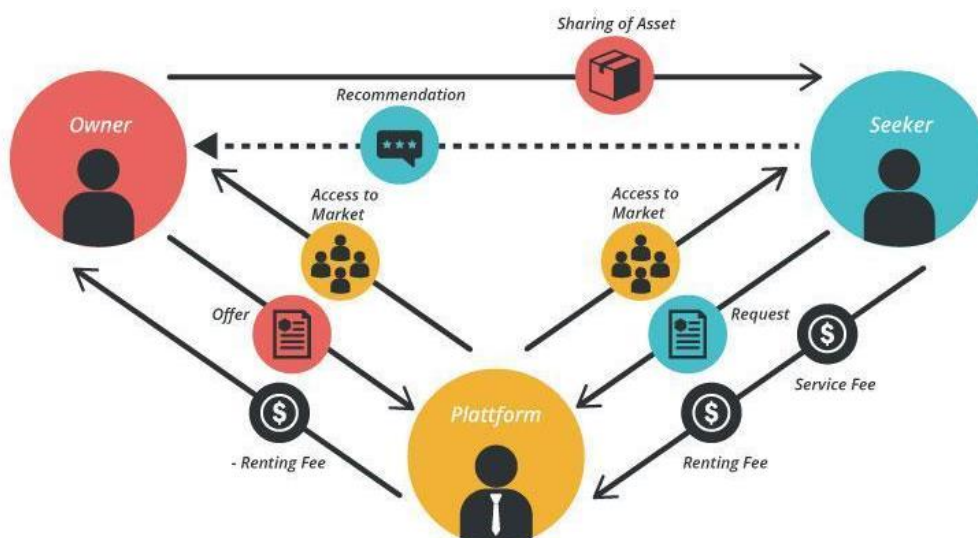 Sharing of Asset
Recommendation
Owner
Seeker
Access to
Market
Access to
Market
Offer
Request
Service Fee
Plattform
- Renting Fee
Renting Fee